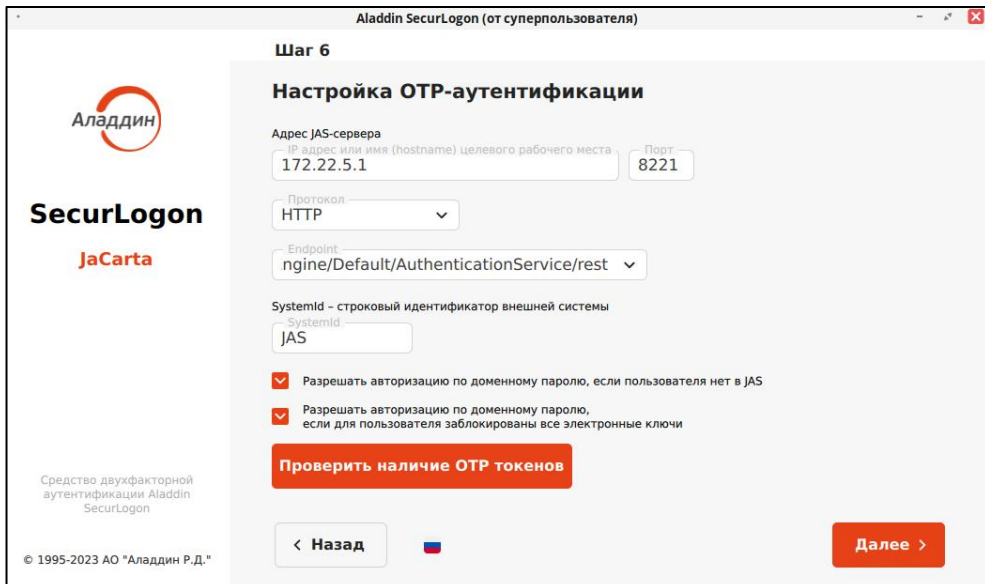 Aladdin SecurLogon (от суперпользователя)
Шаг 6
Аладдин
SecurLogon
JaCarta
Настройка OTP-аутентификации
Адрес JAS-сервера
IP адрес или имя (hostname) целевого рабочего места
Порт
172.22.5.1
8221
Протокол
HTTP
Endpoint
ngine/Default/AuthenticationService/rest
SystemId – строковый идентификатор внешней системы
SystemId
JAS
Разрешать авторизацию по доменному паролю, если пользователя нет в JAS
Разрешать авторизацию по доменному паролю,
если для пользователя заблокированы все электронные ключи
Проверить наличие OTP токенов
Средство двухфакторной
аутентификации Aladdin
SecurLogon
© 1995-2023 АО "Аладдин Р.Д."
Назад
Далее